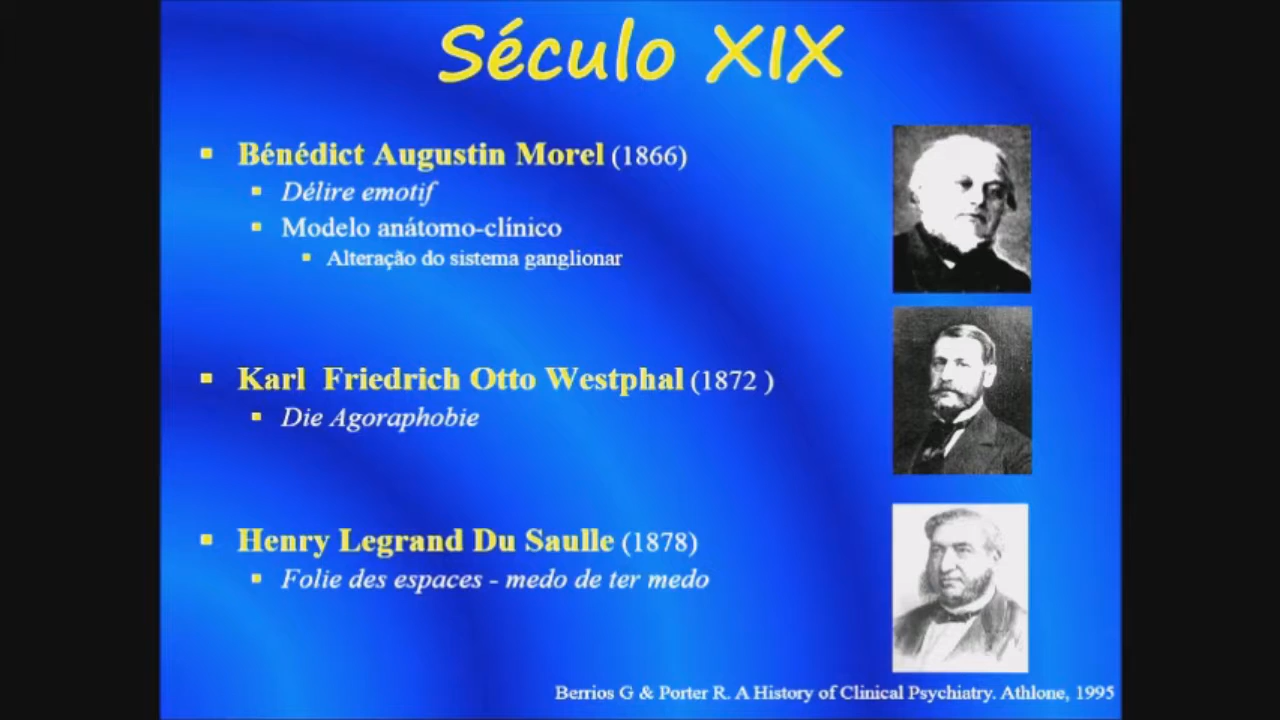 Século XIX
Bénédict Augustin Morel (1866)
Délire emotif
Modelo anátomo-clínico
Alteração do sistema ganglionar
Karl Friedrich Otto Westphal (1872 )
Die Agoraphobie
Henry Legrand Du Saulle (1878)
Folie des espaces - medo de ter medo
Berrios G & Porter R. A History of Clinical Psychiatry. Athlone, 1995